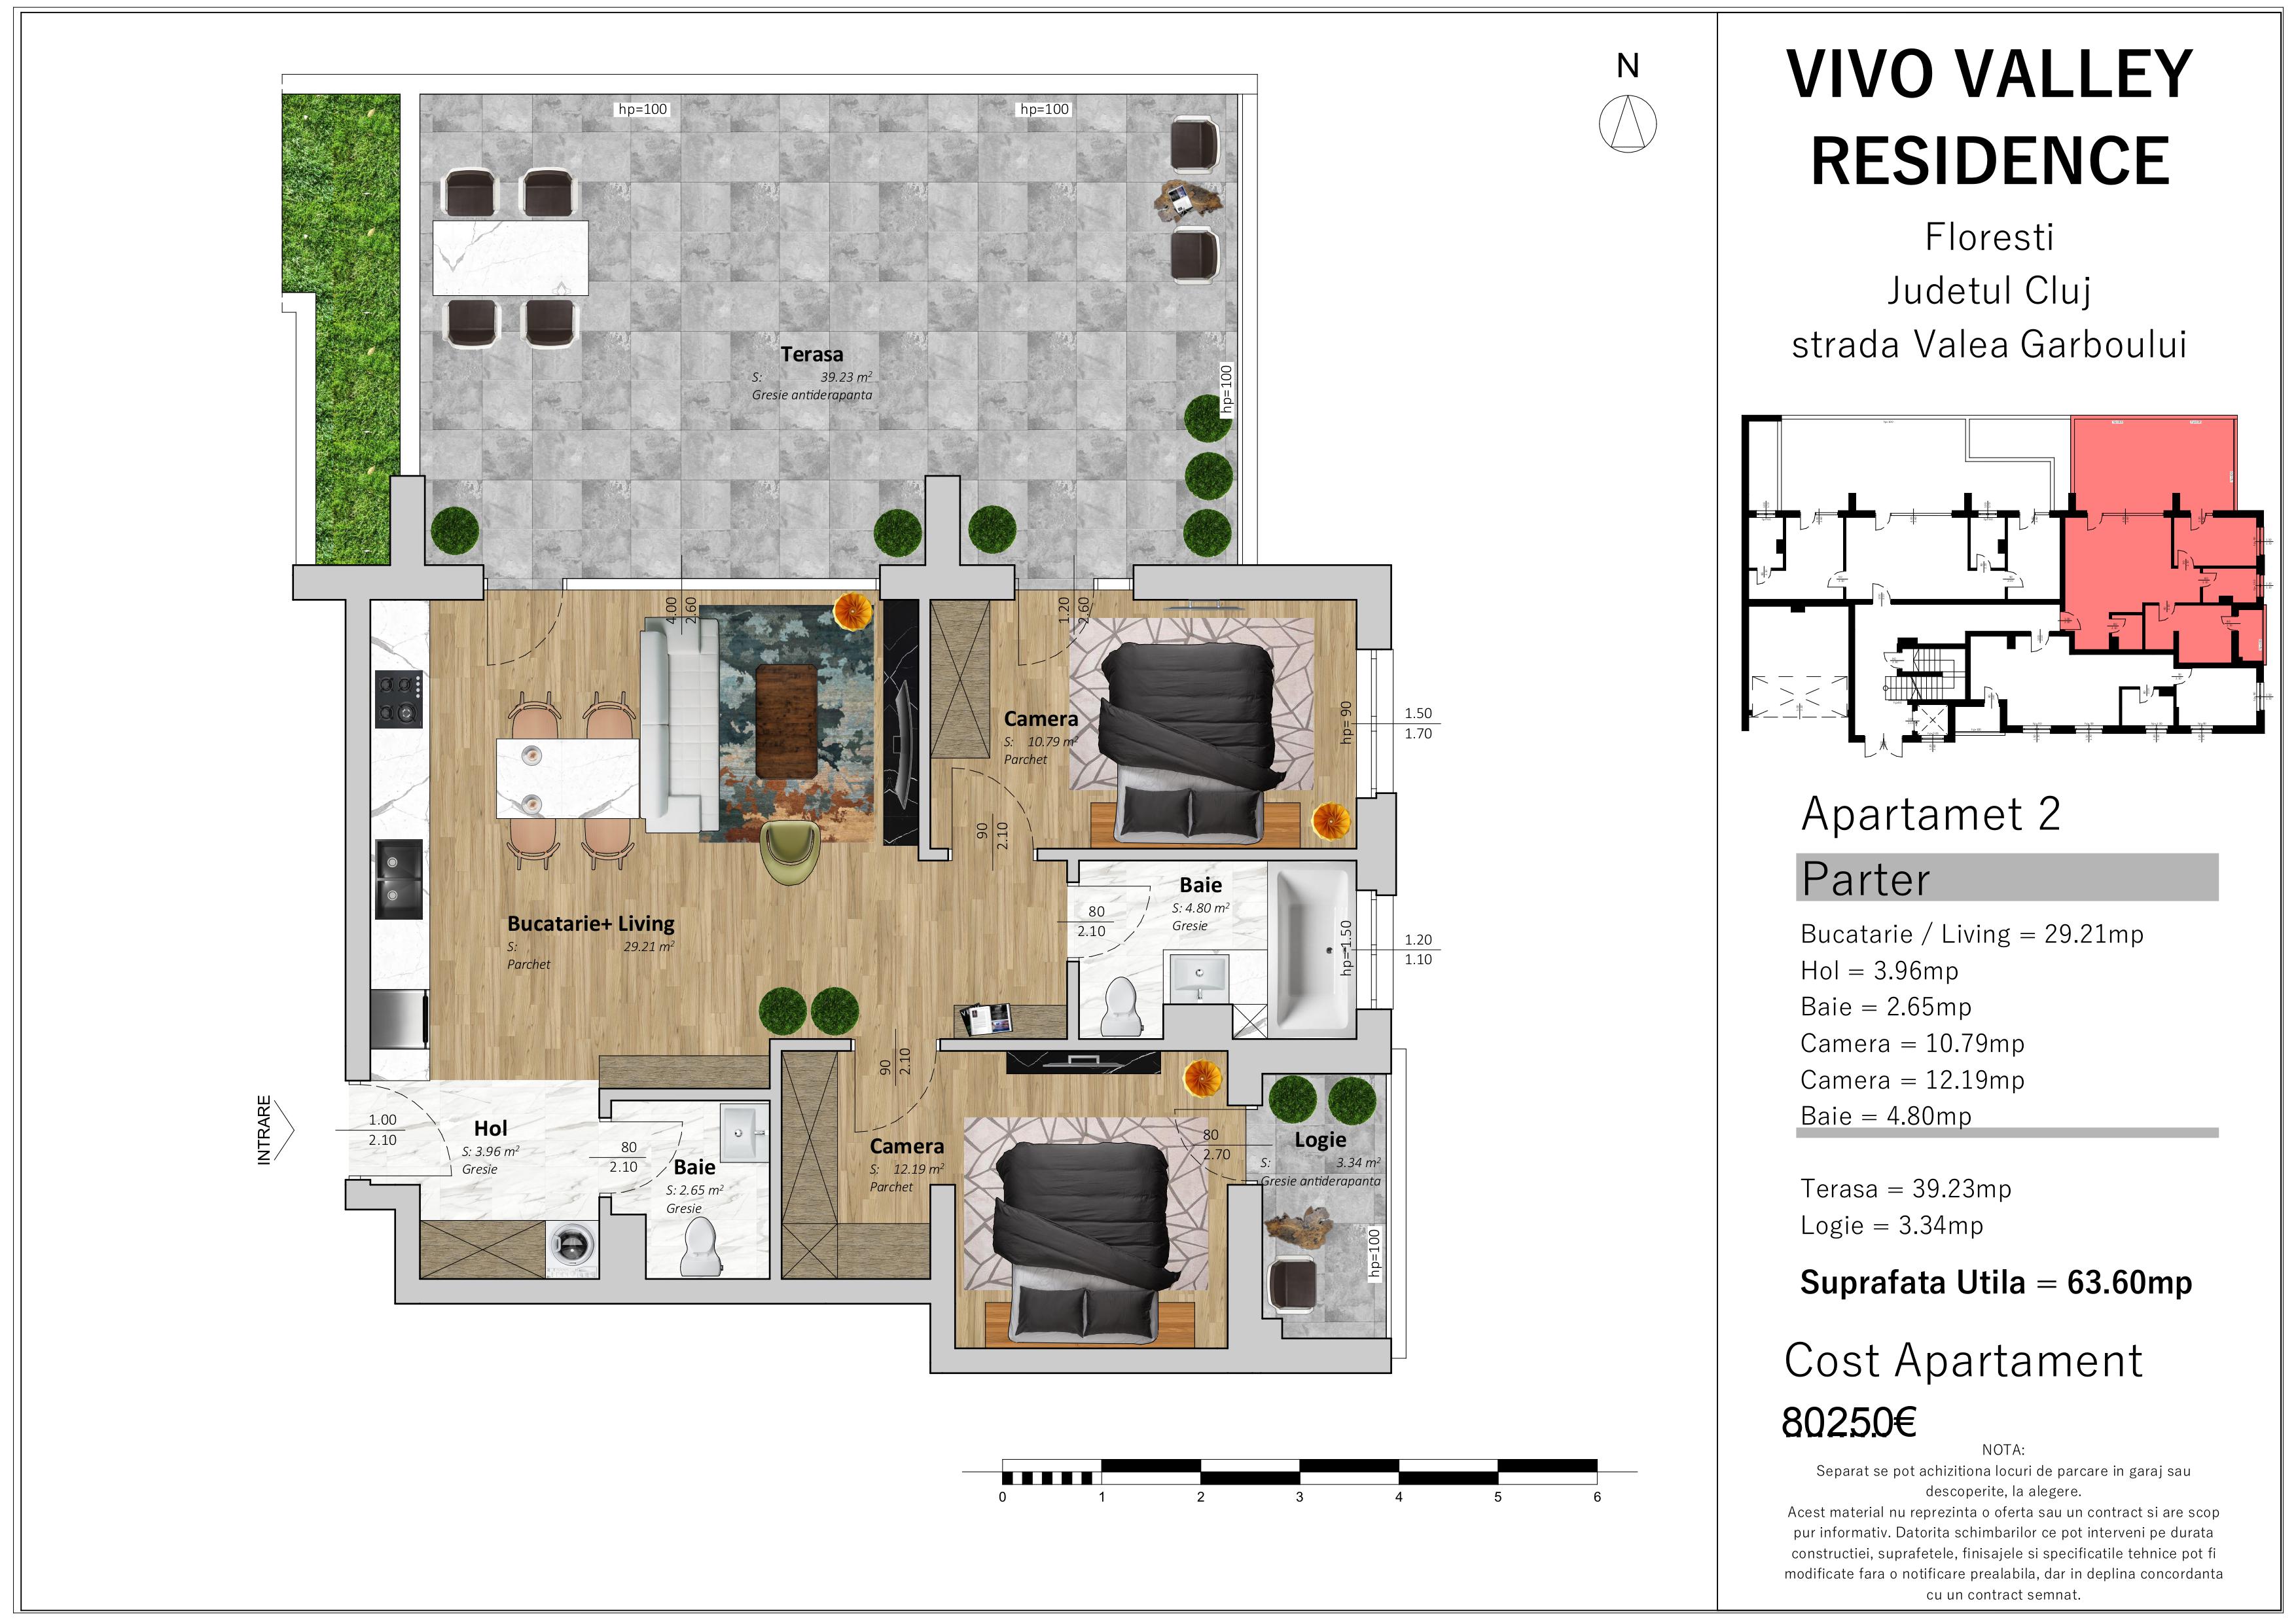 hp=100
hp=100
N
Terasa
S: 39.23 m²
Gresie antiderapanta
hp=100
4.00
2.60
1.20
2.60
Camera
S: 10.79 m²
Parchet
hp= 90
1.50
1.70
90
2.10
Bucatarie+ Living
S: 29.21 m²
Parchet
80
2.10
Baie
S: 4.80 m²
Gresie
hp=1.50
1.20
1.10
INTRARE
1.00
2.10
Hol
S: 3.96 m²
Gresie
80
2.10
Baie
S: 2.65 m²
Gresie
90
2.10
Camera
S: 12.19 m²
Parchet
80
2.70
Logie
S: 3.34 m²
Gresie antiderapanta
hp=100
0 1 2 3 4 5 6
VIVO VALLEY
RESIDENCE
Floresti
Judetul Cluj
strada Valea Garboului
Apartamet 2
Parter
Bucatarie / Living = 29.21mp
Hol = 3.96mp
Baie = 2.65mp
Camera = 10.79mp
Camera = 12.19mp
Baie = 4.80mp
Terasa = 39.23mp
Logie = 3.34mp
Suprafata Utila = 63.60mp
Cost Apartament
80250€
NOTA:
Separat se pot achizitiona locuri de parcare in garaj sau
descoperite, la alegere.
Acest material nu reprezinta o oferta sau un contract si are scop
pur informativ. Datorita schimbarilor ce pot interveni pe durata
constructiei, suprafetele, finisajele si specificatile tehnice pot fi
modificate fara o notificare prealabila, dar in deplina concordanta
cu un contract semnat.